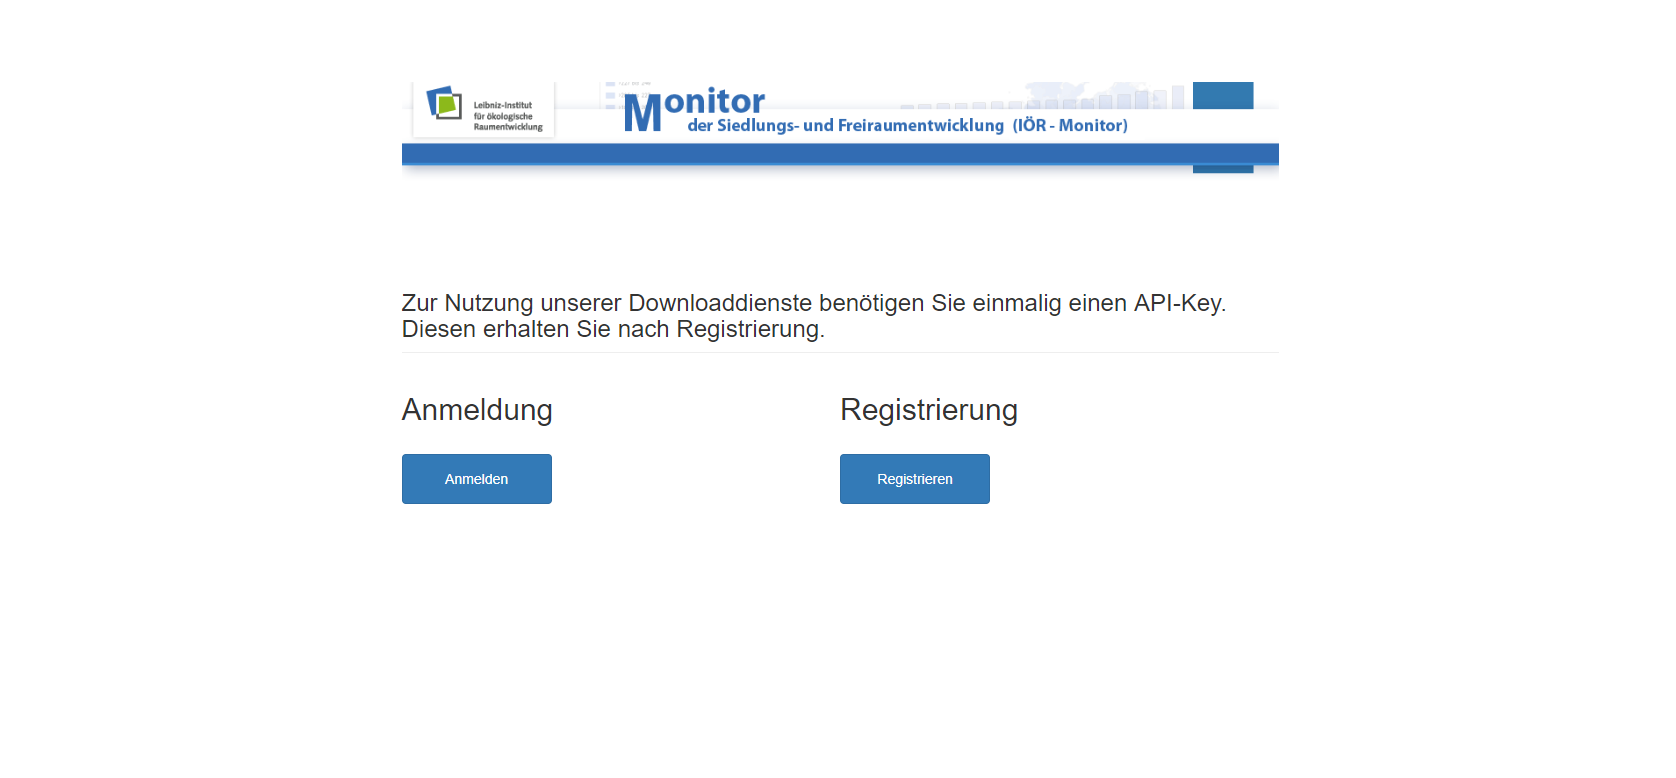 Leibniz-Institut
für ökologische
Raumentwicklung
Monitor
der Siedlungs- und Freiraumentwicklung (IÖR - Monitor)
Zur Nutzung unserer Downloaddienste benötigen Sie einmalig einen API-Key.
Diesen erhalten Sie nach Registrierung.
Anmeldung
Registrierung
Anmelden
Registrieren